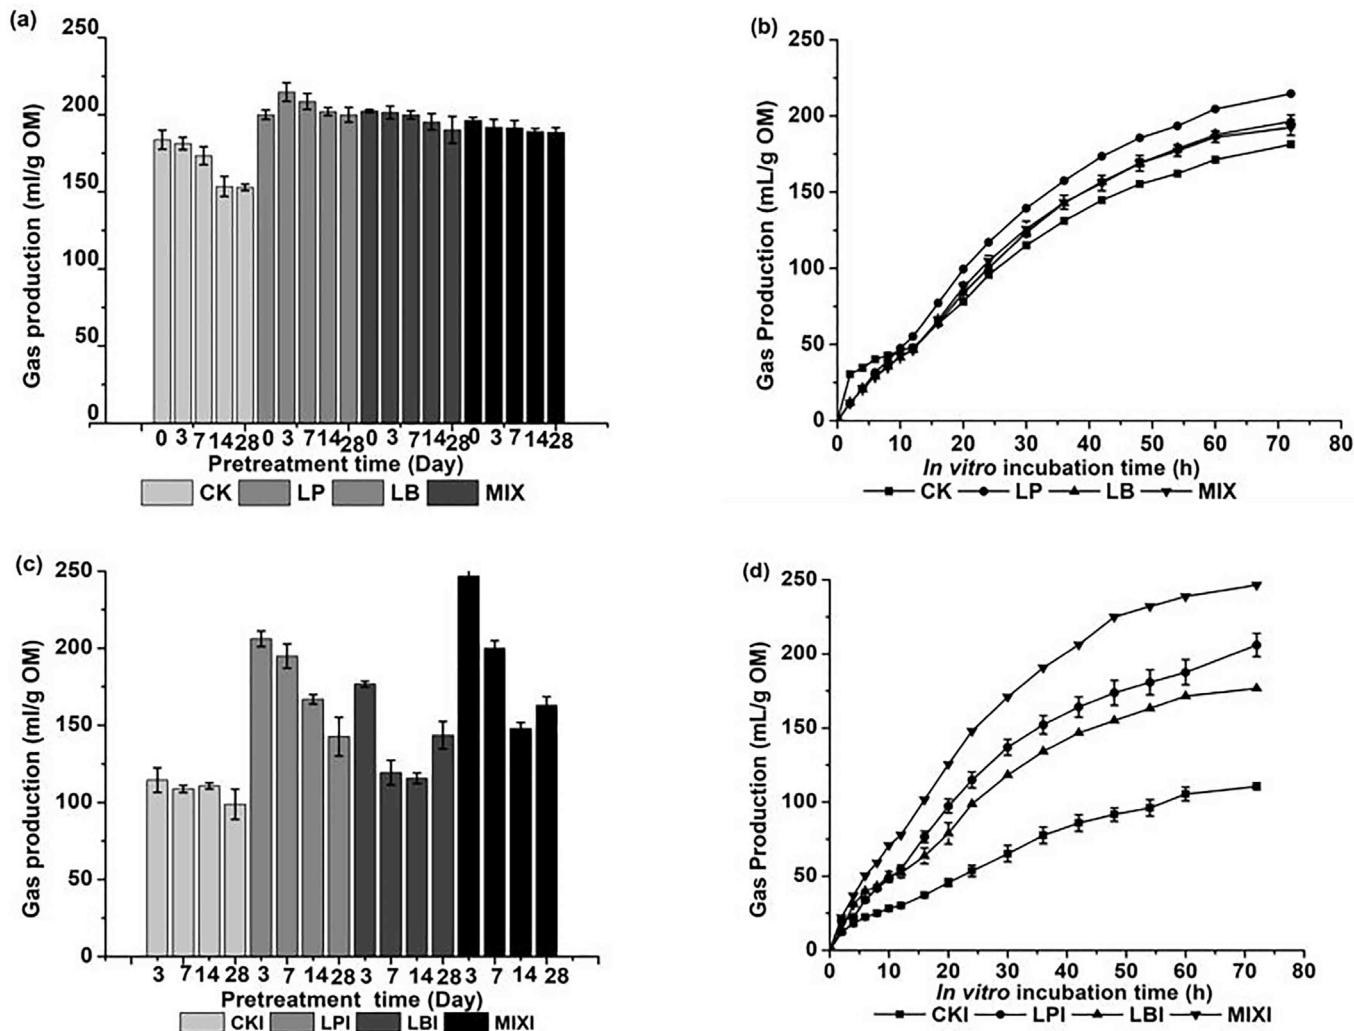 (a)
250
200
150
100
50
0
Gas production (ml/g OM)
0 3 7 14 28 0 3 7 14 28 0 3 7 14 28 0 3 7 14 28
Pretreatment time (Day)
CK LP LB MIX
(b)
250
200
150
100
50
0
Gas Production (mL/g OM)
0 10 20 30 40 50 60 70 80
In vitro incubation time (h)
CK LP LB MIX
(c)
250
200
150
100
50
0
Gas production (ml/g OM)
3 7 14 28 3 7 14 28 3 7 14 28 3 7 14 28
Pretreatment time (Day)
CKI LPI LBI MIXI
(d)
250
200
150
100
50
0
Gas Production (mL/g OM)
0 10 20 30 40 50 60 70 80
In vitro incubation time (h)
CKI LPI LBI MIXI